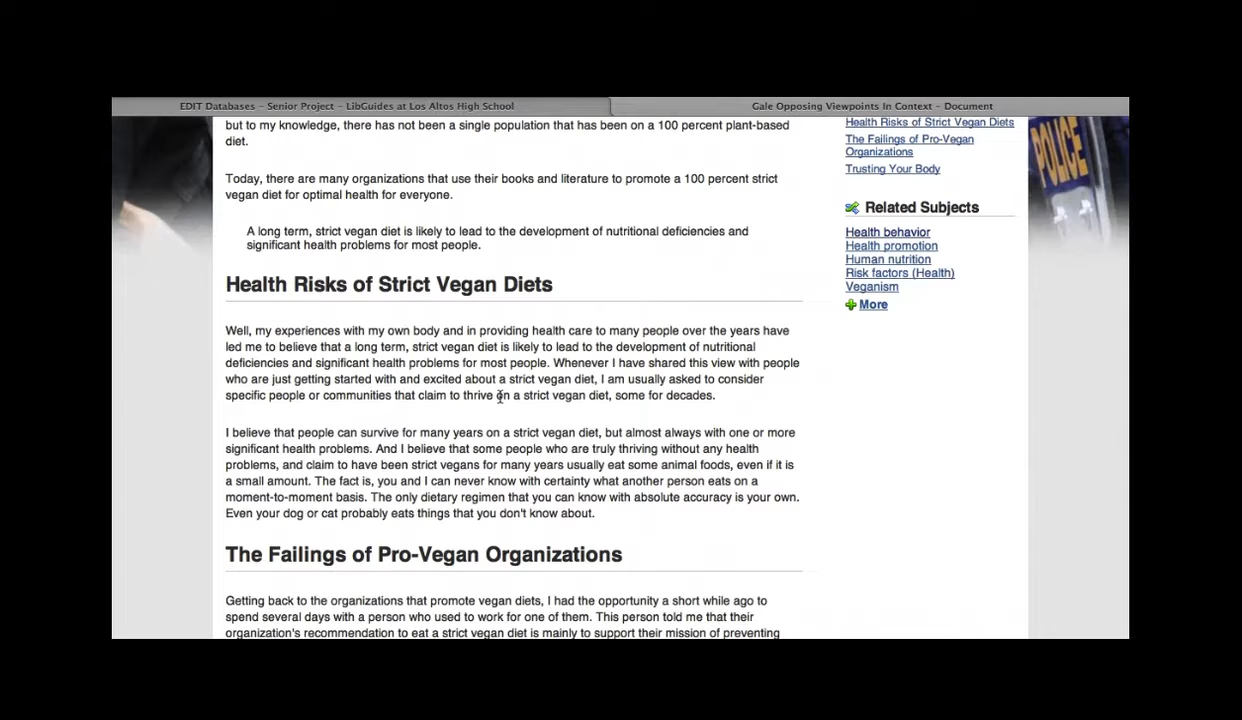 EDIT Databases - Senior Project - LibGuides at Los Altos High School
Gale Opposing Viewpoints In Context - Document
but to my knowledge, there has not been a single population that has been on a 100 percent plant-based
diet.
Today, there are many organizations that use their books and literature to promote a 100 percent strict
vegan diet for optimal health for everyone.
A long term, strict vegan diet is likely to lead to the development of nutritional deficiencies and
significant health problems for most people.
Health Risks of Strict Vegan Diets
Well, my experiences with my own body and in providing health care to many people over the years have
led me to believe that a long term, strict vegan diet is likely to lead to the development of nutritional
deficiencies and significant health problems for most people. Whenever I have shared this view with people
who are just getting started with and excited about a strict vegan diet, I am usually asked to consider
specific people or communities that claim to thrive on a strict vegan diet, some for decades.
I believe that people can survive for many years on a strict vegan diet, but almost always with one or more
significant health problems. And I believe that some people who are truly thriving without any health
problems, and claim to have been strict vegans for many years usually eat some animal foods, even if it is
a small amount. The fact is, you and I can never know with certainty what another person eats on a
moment-to-moment basis. The only dietary regimen that you can know with absolute accuracy is your own.
Even your dog or cat probably eats things that you don't know about.
The Failings of Pro-Vegan Organizations
Getting back to the organizations that promote vegan diets, I had the opportunity a short while ago to
spend several days with a person who used to work for one of them. This person told me that their
organization's recommendation to eat a strict vegan diet is mainly to support their mission of preventing
Health Risks of Strict Vegan Diets
The Failings of Pro-Vegan
Organizations
Trusting Your Body
Related Subjects
Health behavior
Health promotion
Human nutrition
Risk factors (Health)
Veganism
More
POLICE